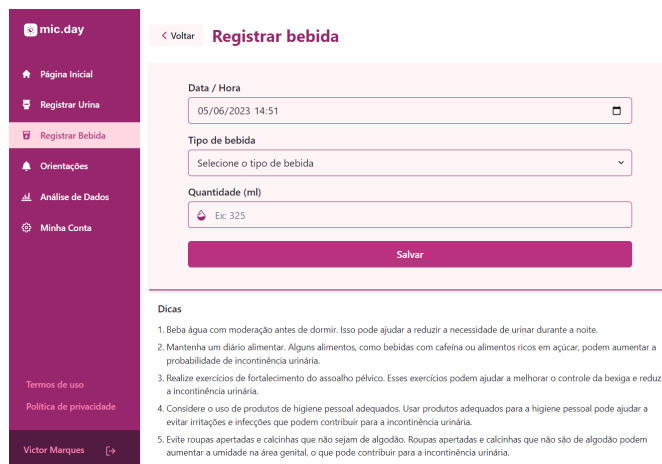 mic.day
Página Inicial
Registrar Urina
Registrar Bebida
Orientações
Análise de Dados
Minha Conta
Termos de uso
Política de privacidade
Victor Marques
Voltar
Registrar bebida
Data / Hora
05/06/2023 14:51
Tipo de bebida
Selecione o tipo de bebida
Quantidade (ml)
Ex: 325
Salvar
Dicas
1. Beba água com moderação antes de dormir. Isso pode ajudar a reduzir a necessidade de urinar durante a noite.
2. Mantenha um diário alimentar. Alguns alimentos, como bebidas com cafeína ou alimentos ricos em açúcar, podem aumentar a
probabilidade de incontinência urinária.
3. Realize exercícios de fortalecimento do assoalho pélvico. Esses exercícios podem ajudar a melhorar o controle da bexiga e reduz
a incontinência urinária.
4. Considere o uso de produtos de higiene pessoal adequados. Usar produtos adequados para a higiene pessoal pode ajudar a
evitar irritações e infecções que podem contribuir para a incontinência urinária.
5. Evite roupas apertadas e calcinhas que não sejam de algodão. Roupas apertadas e calcinhas que não são de algodão podem
aumentar a umidade na área genital, o que pode contribuir para a incontinência urinária.